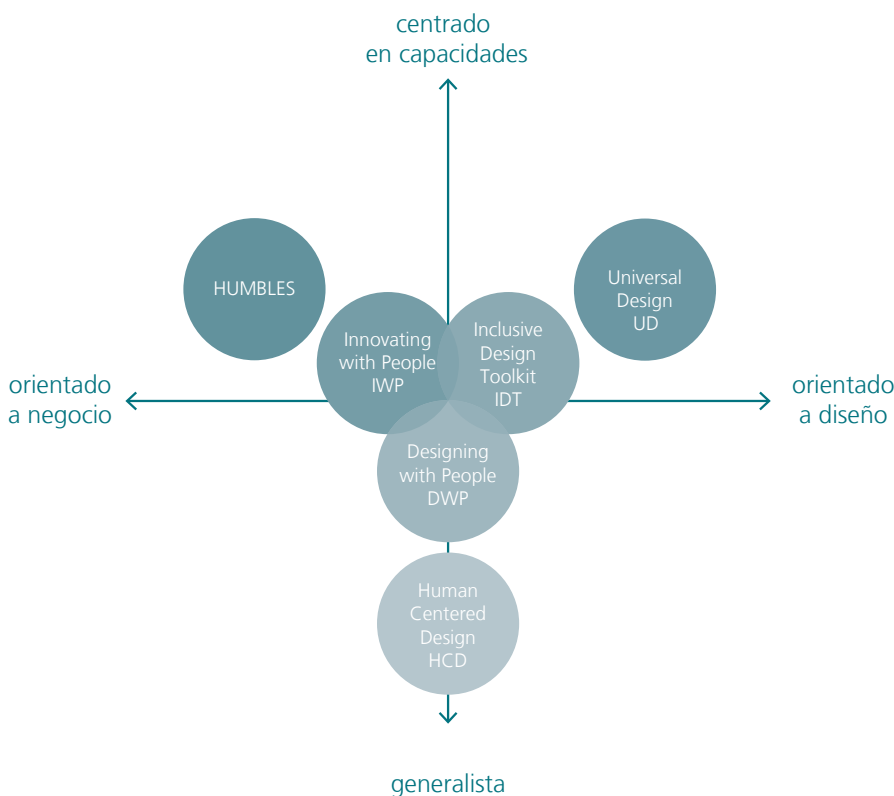 centrado
en capacidades
HUMBLES
Universal
Design
UD
Innovating
with People
IWP
Inclusive
Design
Toolkit
IDT
orientado
a negocio
orientado
a diseño
Designing
with People
DWP
Human
Centered
Design
HCD
generalista